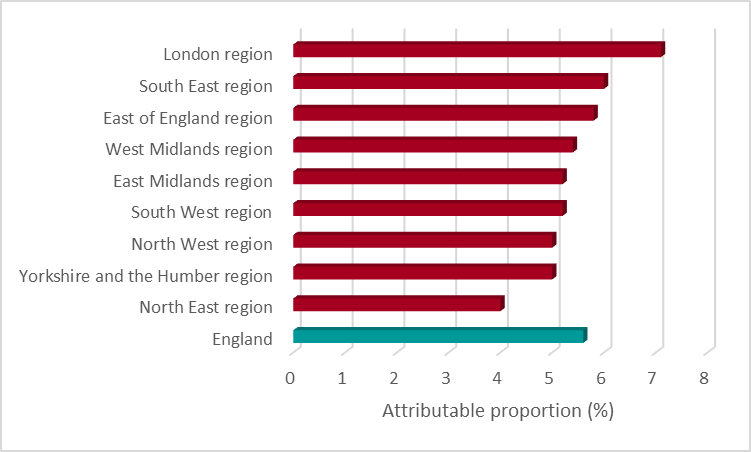 London region
South East region
East of England region
West Midlands region
East Midlands region
South West region
North West region
Yorkshire and the Humber region
North East region
England
0 1 2 3 4 5 6 7 8
Attributable proportion (%)